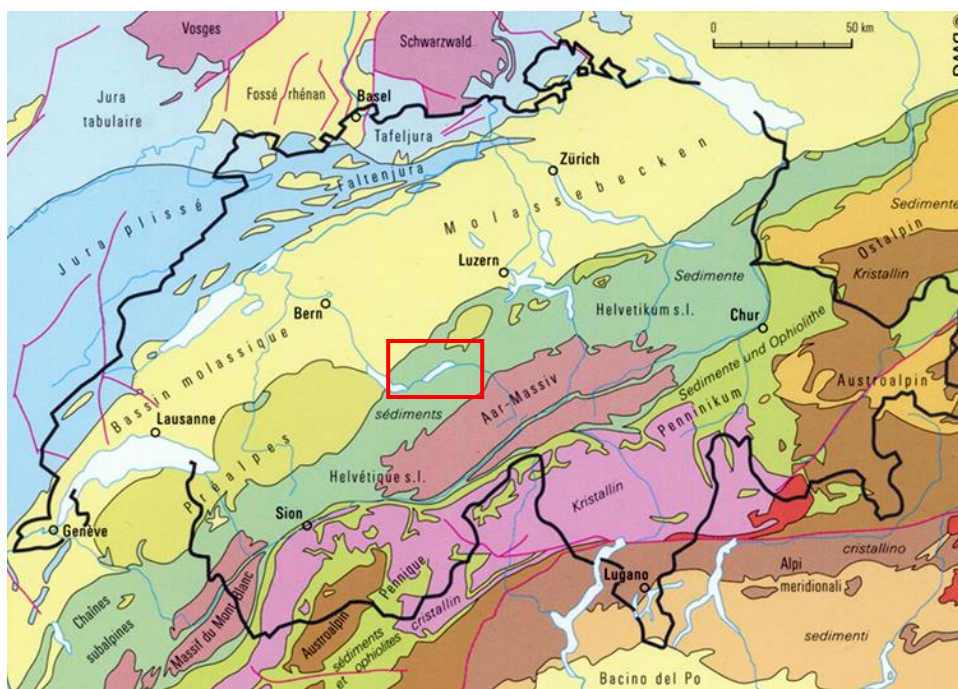 Vosges
Schwarzwald
0 50 km
Jura
tabulaire
Fossé rhénan
Basel
Tafeljura
Zürich
Faltenjura
Molassebecken
Jura plissé
Sedimente
Ostalpin
Kristallin
Luzern
Sedimente
Helvetikum s.l.
Bern
Chur
Bassin molassique
Sedimente und Ophiolithe
Aar-Massiv
Austroalpin
sédiments
Penninikum
Lausanne
Préalpes
Helvétique s.l.
Kristallin
Sion
Genève
cristallino
Alpi
meridionali
Lugano
Chaînes
subalpines
Massif du Mont Blanc
Pennique
cristallin
Austroalpin
sédiments
et ophiolites
sedimenti
Bacino del Po